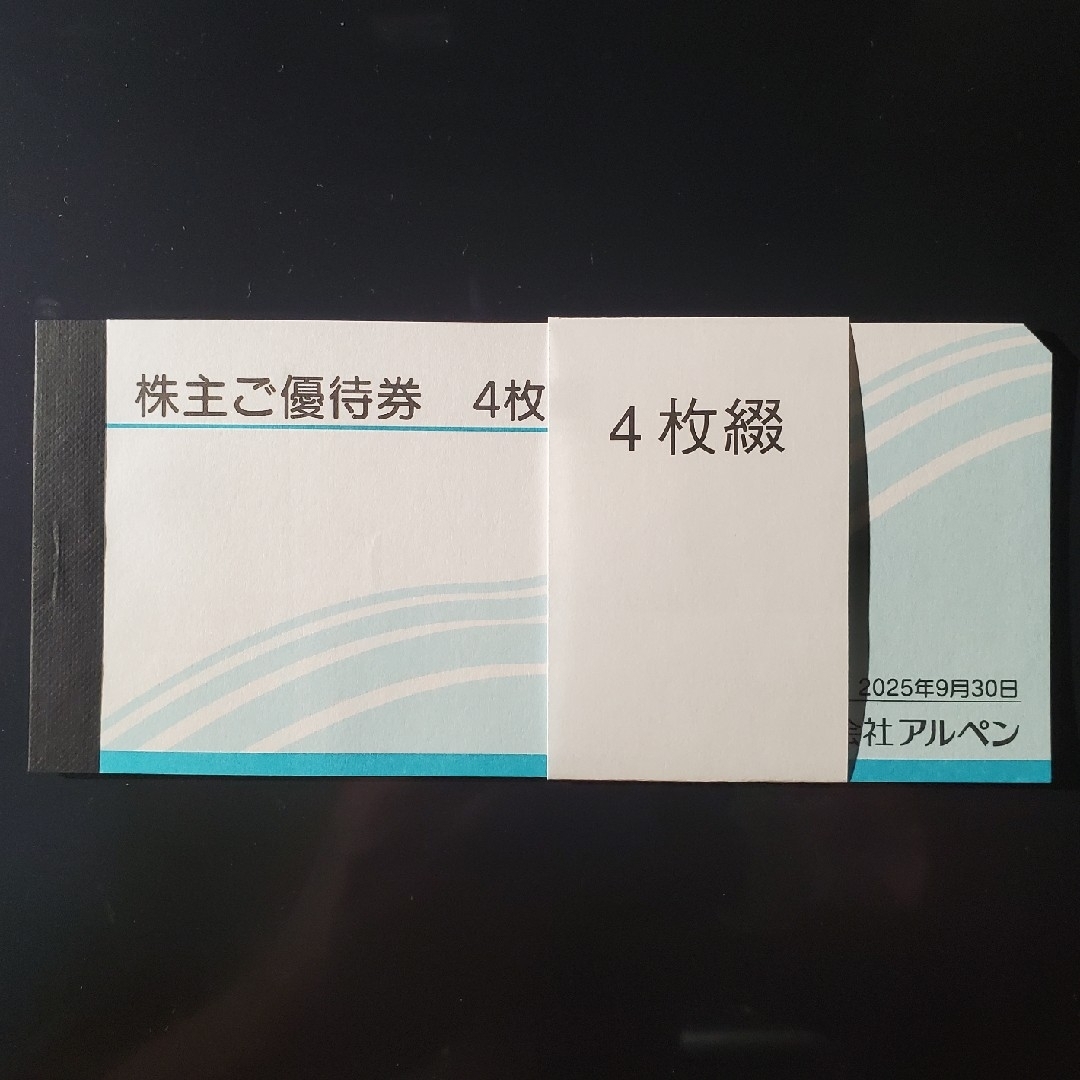 株主ご優待券 4枚
4枚綴
2025年9月30日
会社アルペン